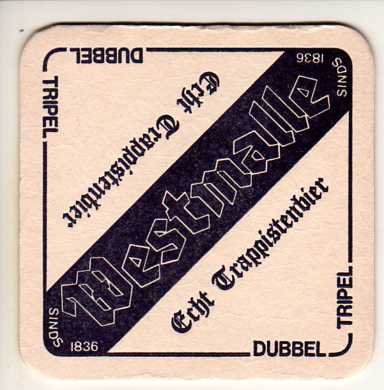 DUBBEL
TRIPEL
Echt Trappistenbier
SINDS 1836
Westmalle
SINDS 1836
Echt Trappistenbier
DUBBEL
TRIPEL